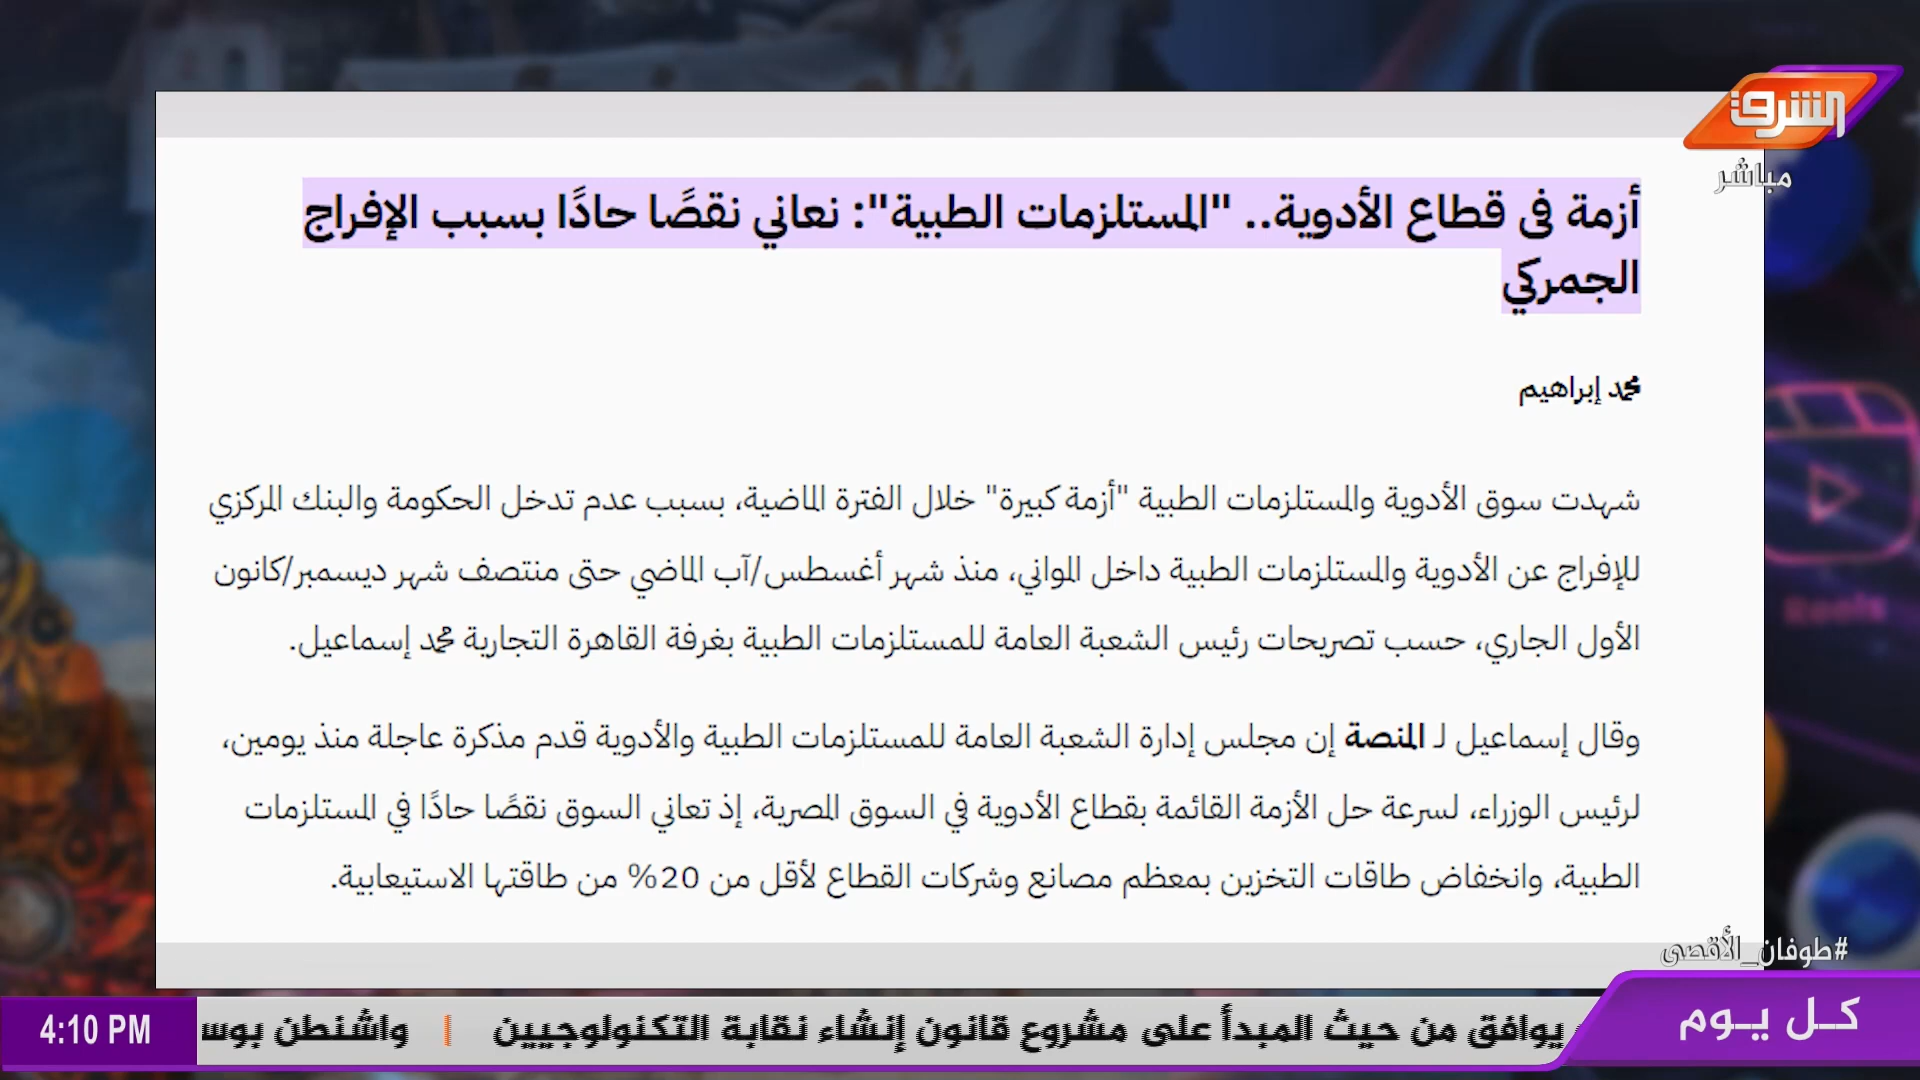 الشرق
مباشر
أزمة فى قطاع الأدوية.. "المستلزمات الطبية": نعاني نقصًا حادًا بسبب الإفراج
الجمركي
محمد إبراهيم
شهدت سوق الأدوية والمستلزمات الطبية "أزمة كبيرة" خلال الفترة الماضية، بسبب عدم تدخل الحكومة والبنك المركزي
للإفراج عن الأدوية والمستلزمات الطبية داخل المواني، منذ شهر أغسطس/آب الماضي حتى منتصف شهر ديسمبر/كانون
الأول الجاري، حسب تصريحات رئيس الشعبة العامة للمستلزمات الطبية بغرفة القاهرة التجارية محمد إسماعيل.
وقال إسماعيل لـ المنصة إن مجلس إدارة الشعبة العامة للمستلزمات الطبية والأدوية قدم مذكرة عاجلة منذ يومين،
لرئيس الوزراء، لسرعة حل الأزمة القائمة بقطاع الأدوية في السوق المصرية، إذ تعاني السوق نقصًا حادًا في المستلزمات
الطبية، وانخفاض طاقات التخزين بمعظم مصانع وشركات القطاع لأقل من 20% من طاقتها الاستيعابية.
Reels
#طوفان_الأقصى
كل يوم
يوافق من حيث المبدأ على مشروع قانون إنشاء نقابة التكنولوجيين | واشنطن بوس
4:10 PM